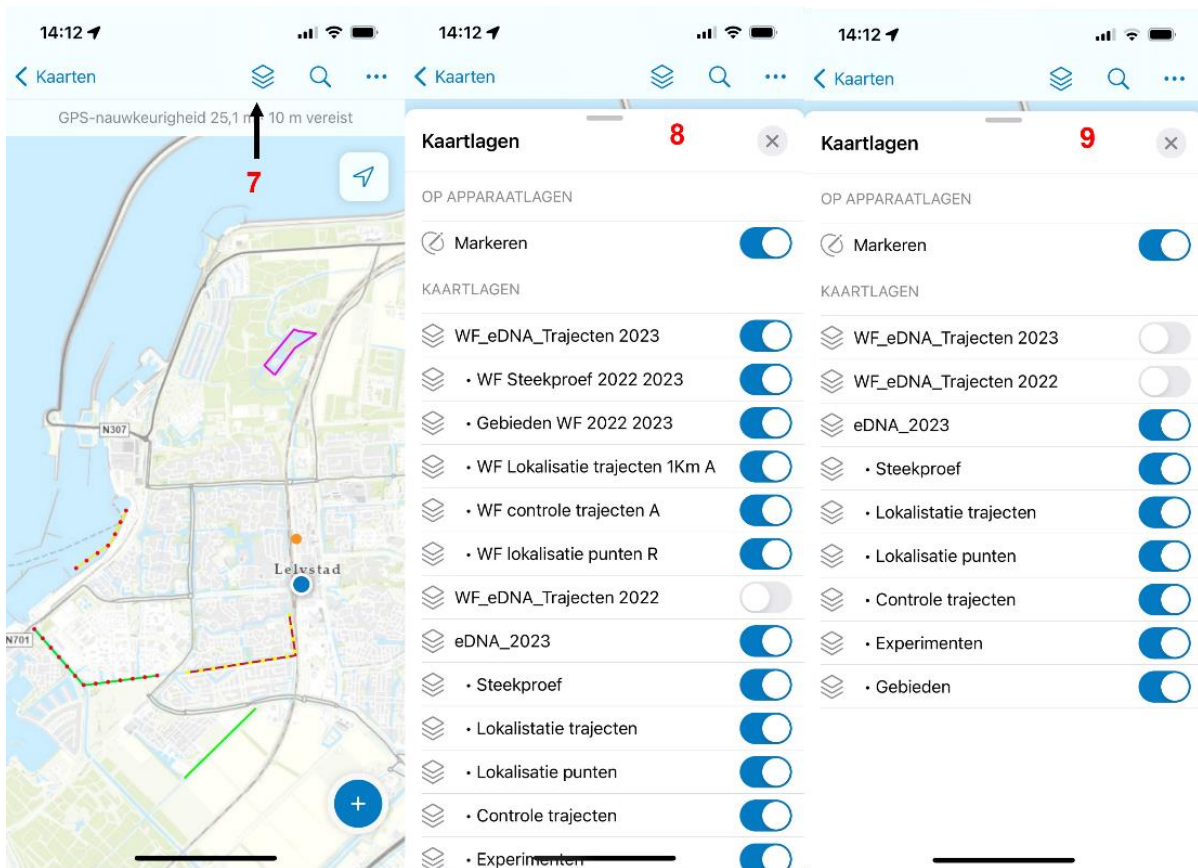 14:12
Kaarten
GPS-nauwkeurigheid 25,1 m 10 m vereist
7
N307
Lelystad
N701
+
14:12
Kaarten
Kaartlagen
8
OP APPARAATLAGEN
Markeren
KAARTLAGEN
WF_eDNA_Trajecten 2023
• WF Steekproef 2022 2023
• Gebieden WF 2022 2023
• WF Lokalisatie trajecten 1Km A
• WF controle trajecten A
• WF lokalisatie punten R
WF_eDNA_Trajecten 2022
eDNA_2023
• Steekproef
• Lokalistatie trajecten
• Lokalisatie punten
• Controle trajecten
• Experimenten
14:12
Kaarten
Kaartlagen
9
OP APPARAATLAGEN
Markeren
KAARTLAGEN
WF_eDNA_Trajecten 2023
WF_eDNA_Trajecten 2022
eDNA_2023
• Steekproef
• Lokalistatie trajecten
• Lokalisatie punten
• Controle trajecten
• Experimenten
• Gebieden